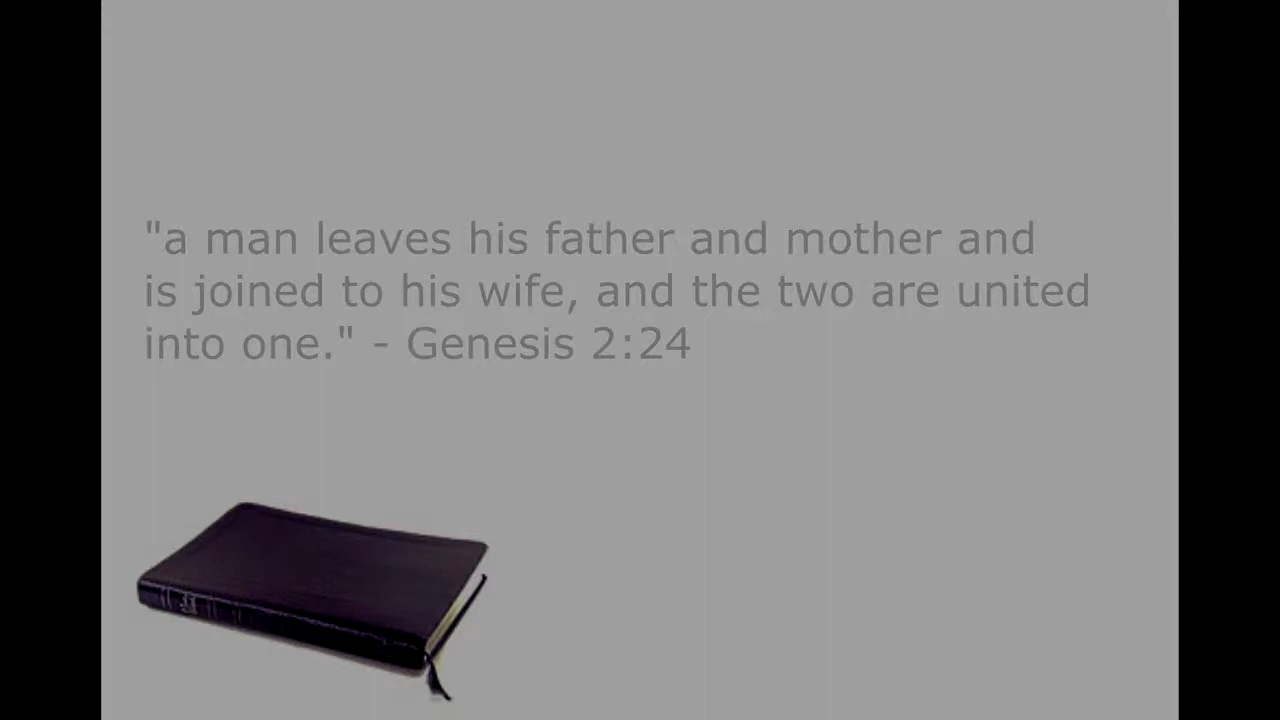 "a man leaves his father and mother and
is joined to his wife, and the two are united
into one." - Genesis 2:24